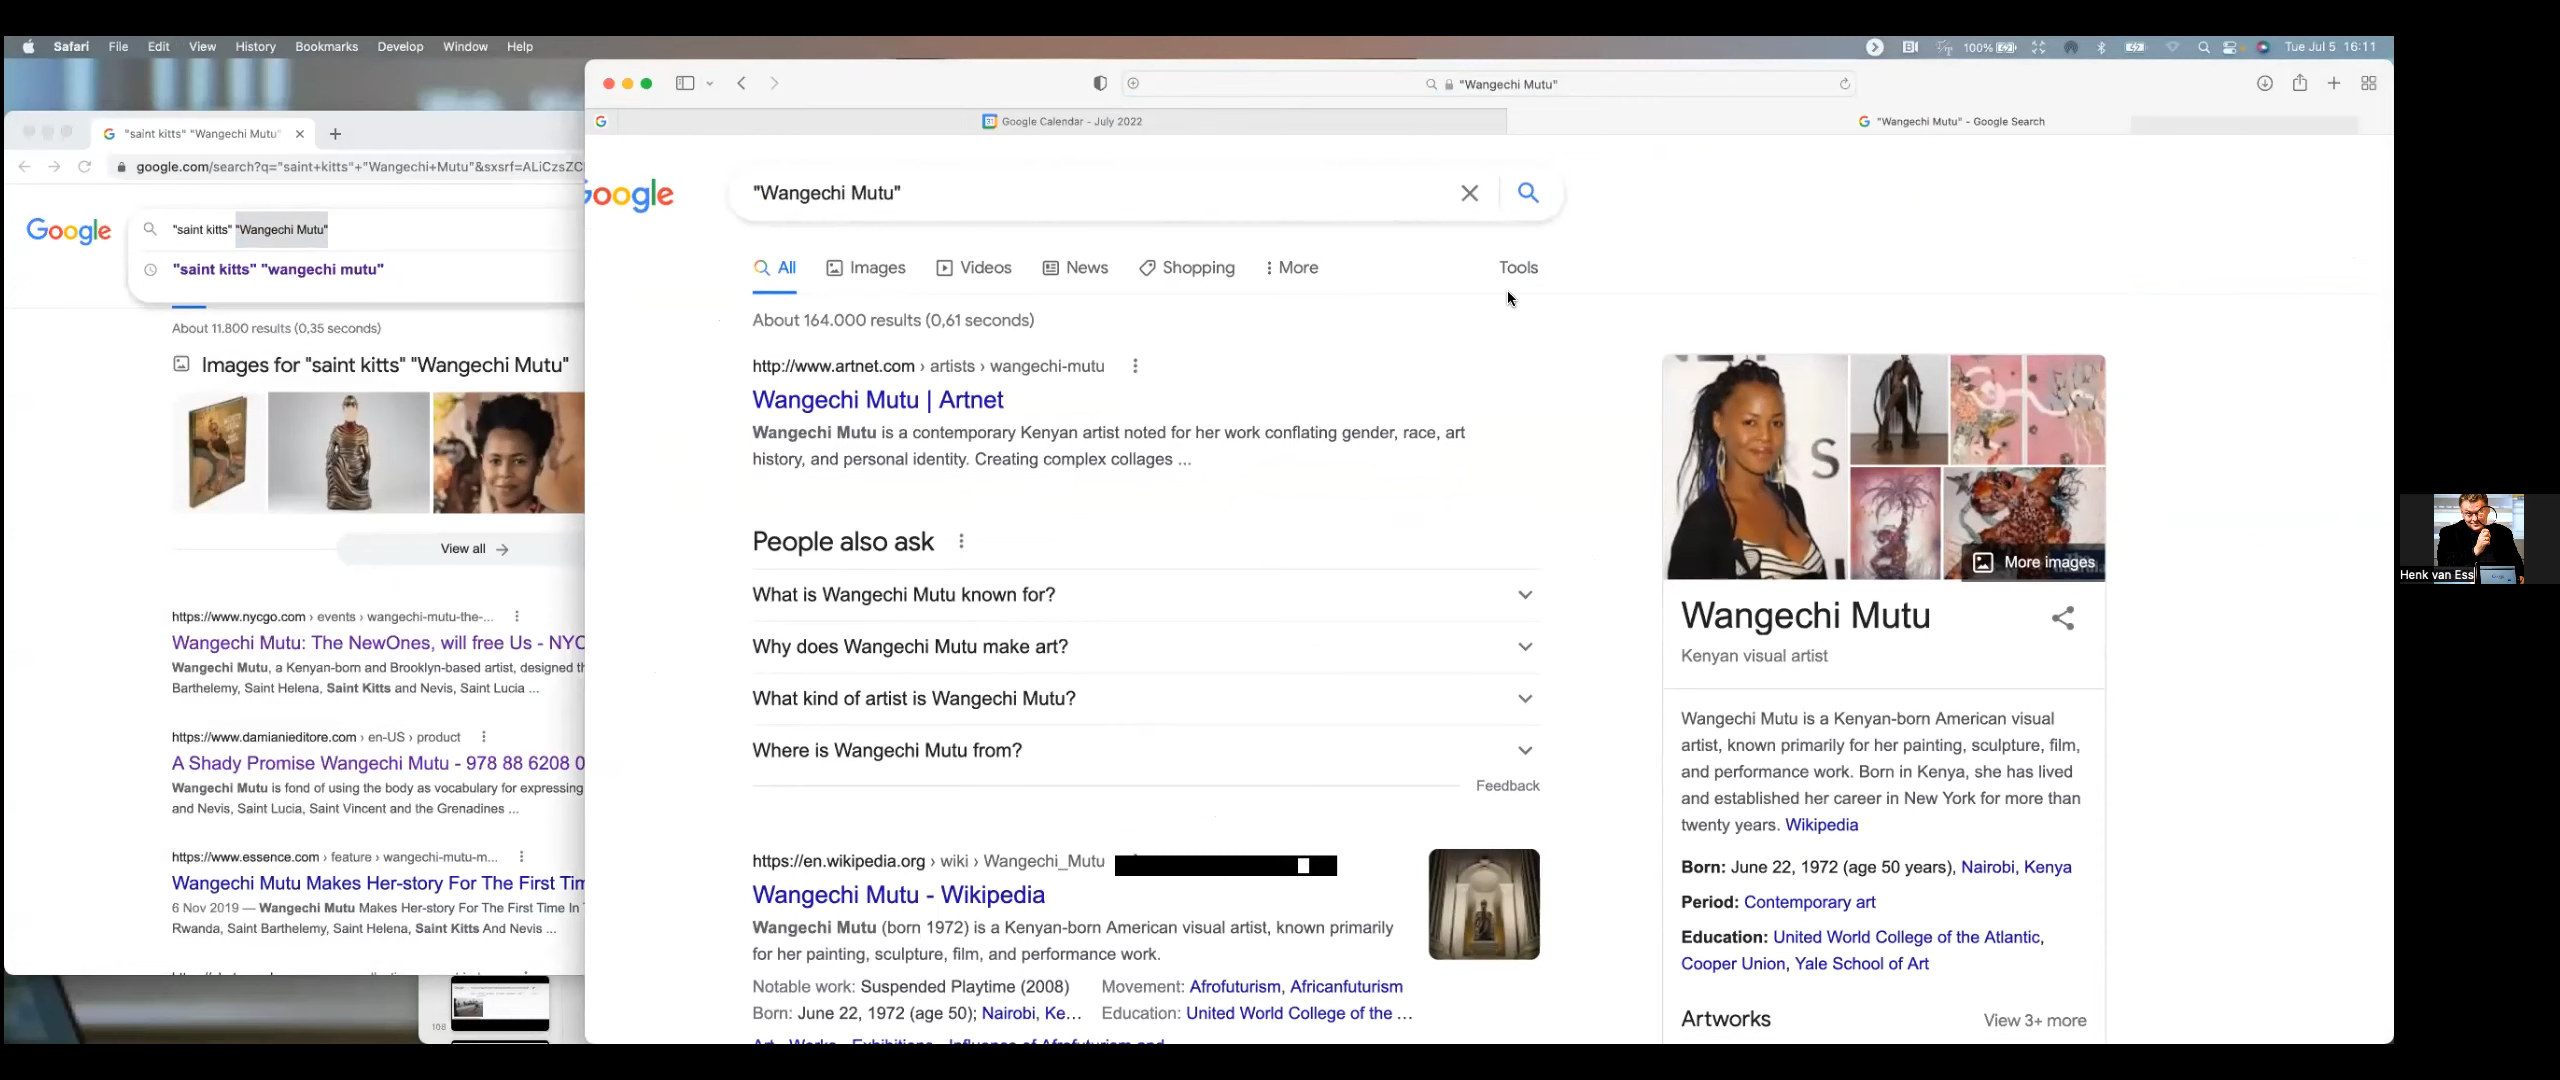 Safari File Edit View History Bookmarks Develop Window Help
100%
Tue Jul 5 16:11
"saint kitts" "Wangechi Mutu"
google.com/search?q="saint+kitts"+"Wangechi+Mutu"&sxsrf=ALiCzsZC
Google
"saint kitts" "Wangechi Mutu"
"saint kitts" "wangechi mutu"
About 11.800 results (0,35 seconds)
Images for "saint kitts" "Wangechi Mutu"
View all
https://www.nycgo.com › events › wangechi-mutu-the-...
Wangechi Mutu: The NewOnes, will free Us - NYC
Wangechi Mutu, a Kenyan-born and Brooklyn-based artist, designed th
Barthelemy, Saint Helena, Saint Kitts and Nevis, Saint Lucia ...
https://www.damianieditore.com › en-US › product
A Shady Promise Wangechi Mutu - 978 88 6208 0
Wangechi Mutu is fond of using the body as vocabulary for expressing
and Nevis, Saint Lucia, Saint Vincent and the Grenadines ...
https://www.essence.com › feature › wangechi-mutu-m...
Wangechi Mutu Makes Her-story For The First Tim
6 Nov 2019 — Wangechi Mutu Makes Her-story For The First Time In
Rwanda, Saint Barthelemy, Saint Helena, Saint Kitts And Nevis ...
108
"Wangechi Mutu"
Google Calendar - July 2022
"Wangechi Mutu" - Google Search
Google
"Wangechi Mutu"
All Images Videos News Shopping More Tools
About 164.000 results (0,61 seconds)
http://www.artnet.com › artists › wangechi-mutu
Wangechi Mutu | Artnet
Wangechi Mutu is a contemporary Kenyan artist noted for her work conflating gender, race, art
history, and personal identity. Creating complex collages ...
People also ask
What is Wangechi Mutu known for?
Why does Wangechi Mutu make art?
What kind of artist is Wangechi Mutu?
Where is Wangechi Mutu from?
Feedback
https://en.wikipedia.org › wiki › Wangechi_Mutu
Wangechi Mutu - Wikipedia
Wangechi Mutu (born 1972) is a Kenyan-born American visual artist, known primarily
for her painting, sculpture, film, and performance work.
Notable work: Suspended Playtime (2008) Movement: Afrofuturism, Africanfuturism
Born: June 22, 1972 (age 50); Nairobi, Ke... Education: United World College of the ...
Art · Works · Exhibitions · Influence of Afrofuturism and
S
More images
Wangechi Mutu
Kenyan visual artist
Wangechi Mutu is a Kenyan-born American visual
artist, known primarily for her painting, sculpture, film,
and performance work. Born in Kenya, she has lived
and established her career in New York for more than
twenty years. Wikipedia
Born: June 22, 1972 (age 50 years), Nairobi, Kenya
Period: Contemporary art
Education: United World College of the Atlantic,
Cooper Union, Yale School of Art
Artworks
View 3+ more
Henk van Ess